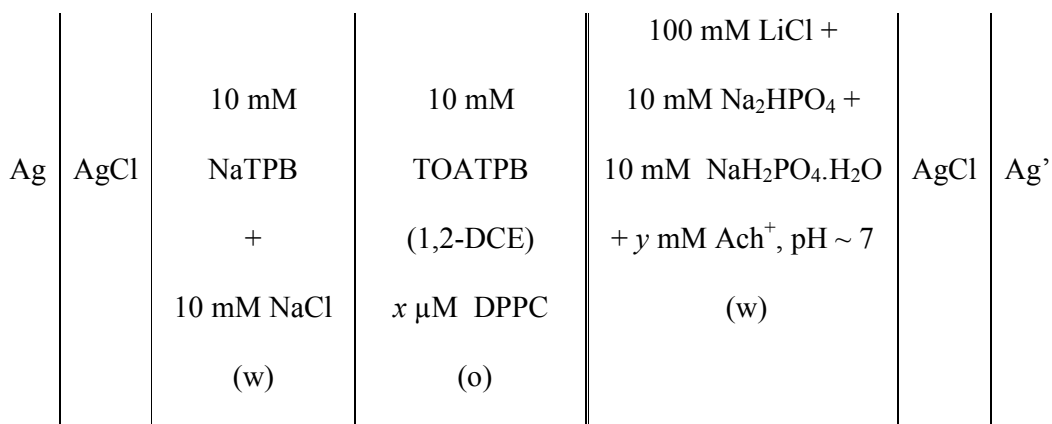 Ag
AgCl
10 mM
NaTPB
+
10 mM NaCl
(w)
10 mM
TOATPB
(1,2-DCE)
x µM DPPC
(o)
100 mM LiCl +
10 mM Na₂HPO₄ +
10 mM NaH₂PO₄.H₂O
+ y mM Ach⁺, pH ~ 7
(w)
AgCl
Ag’